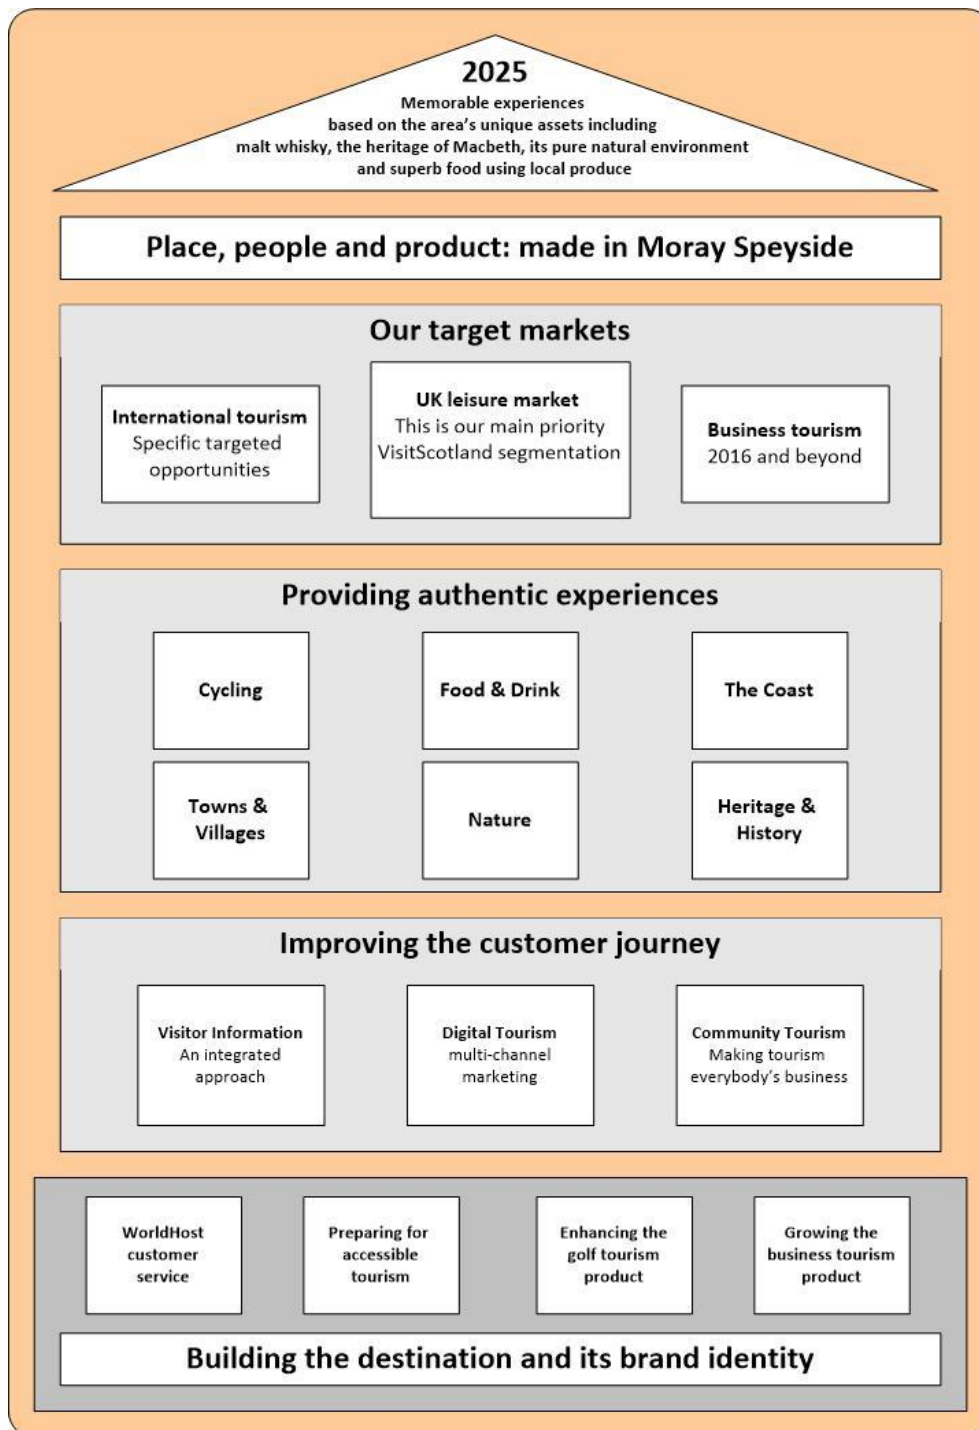 2025
Memorable experiences
based on the area's unique assets including
malt whisky, the heritage of Macbeth, its pure natural environment
and superb food using local produce
Place, people and product: made in Moray Speyside
Our target markets
International tourism
Specific targeted
opportunities
UK leisure market
This is our main priority
VisitScotland segmentation
Business tourism
2016 and beyond
Providing authentic experiences
Cycling
Food & Drink
The Coast
Towns &
Villages
Nature
Heritage &
History
Improving the customer journey
Visitor Information
An integrated
approach
Digital Tourism
multi-channel
marketing
Community Tourism
Making tourism
everybody's business
WorldHost
customer
service
Preparing for
accessible
tourism
Enhancing the
golf tourism
product
Growing the
business tourism
product
Building the destination and its brand identity